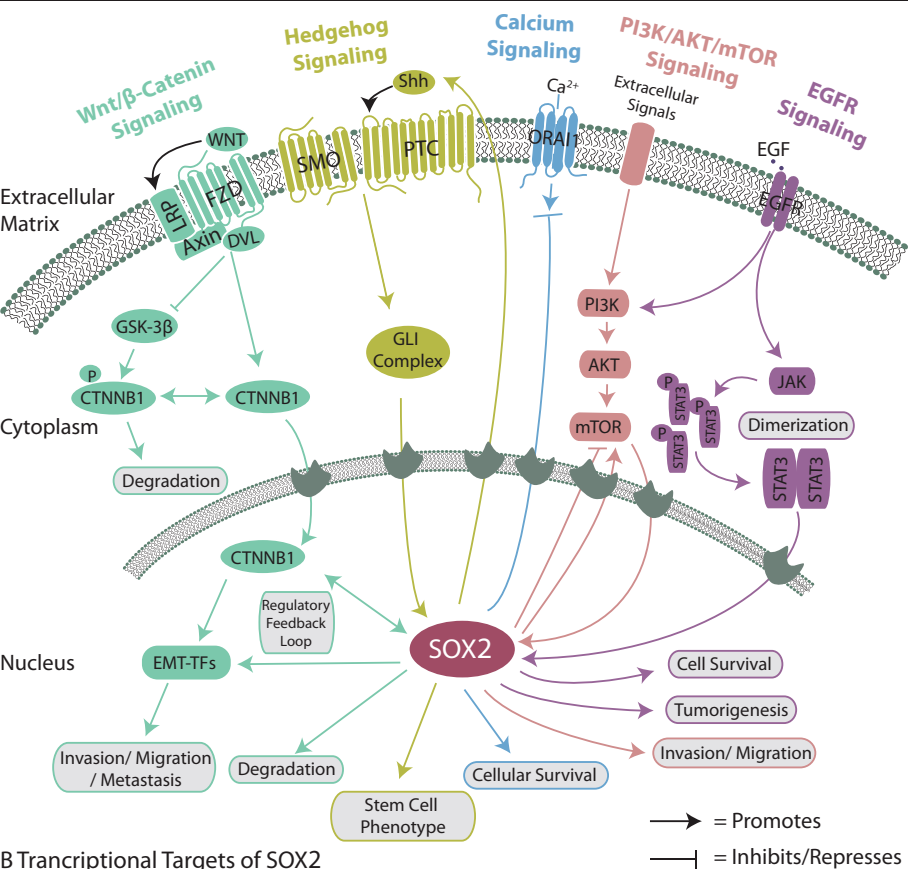 Wnt/β-Catenin
Signaling
Hedgehog
Signaling
Calcium
Signaling
PI3K/AKT/mTOR
Signaling
EGFR
Signaling
Shh
Ca²⁺
Extracellular
Signals
EGF
WNT
LRP
FZD
SMO
PTC
ORAI1
EGFR
Axin
DVL
Extracellular
Matrix
GSK-3β
P
CTNNB1
CTNNB1
Degradation
GLI
Complex
PI3K
AKT
mTOR
JAK
P
STAT3
P
STAT3
P
STAT3
Dimerization
STAT3
STAT3
Cytoplasm
CTNNB1
Regulatory
Feedback
Loop
Nucleus
EMT-TFs
SOX2
Cell Survival
Tumorigenesis
Invasion/ Migration
Invasion/ Migration
/ Metastasis
Degradation
Stem Cell
Phenotype
Cellular Survival
= Promotes
= Inhibits/Represses
B Trancriptional Targets of SOX2